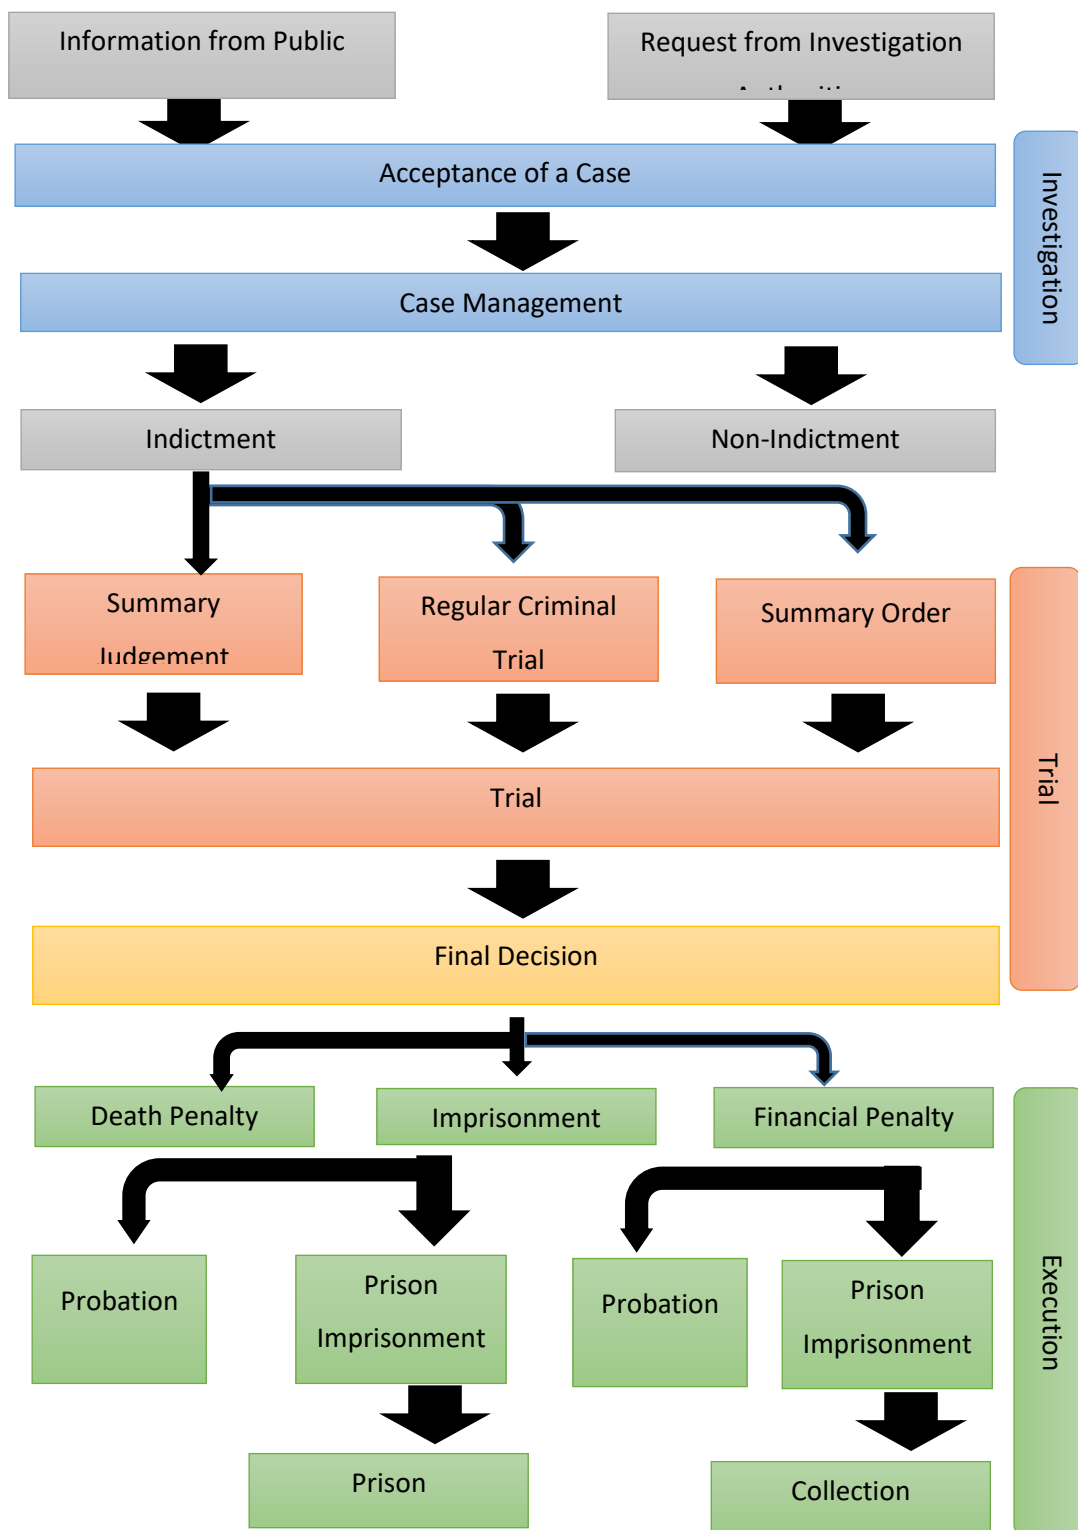 Information from Public
Request from Investigation
Acceptance of a Case
Investigation
Case Management
Indictment
Non-Indictment
Summary
Judgement
Regular Criminal
Trial
Summary Order
Trial
Trial
Final Decision
Death Penalty
Imprisonment
Financial Penalty
Execution
Probation
Prison
Imprisonment
Probation
Prison
Imprisonment
Prison
Collection